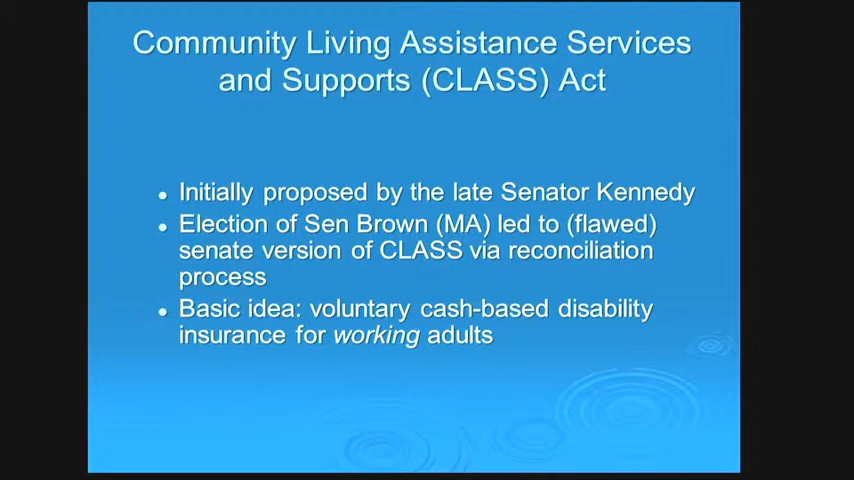 Community Living Assistance Services
and Supports (CLASS) Act
• Initially proposed by the late Senator Kennedy
• Election of Sen Brown (MA) led to (flawed)
senate version of CLASS via reconciliation
process
• Basic idea: voluntary cash-based disability
insurance for working adults